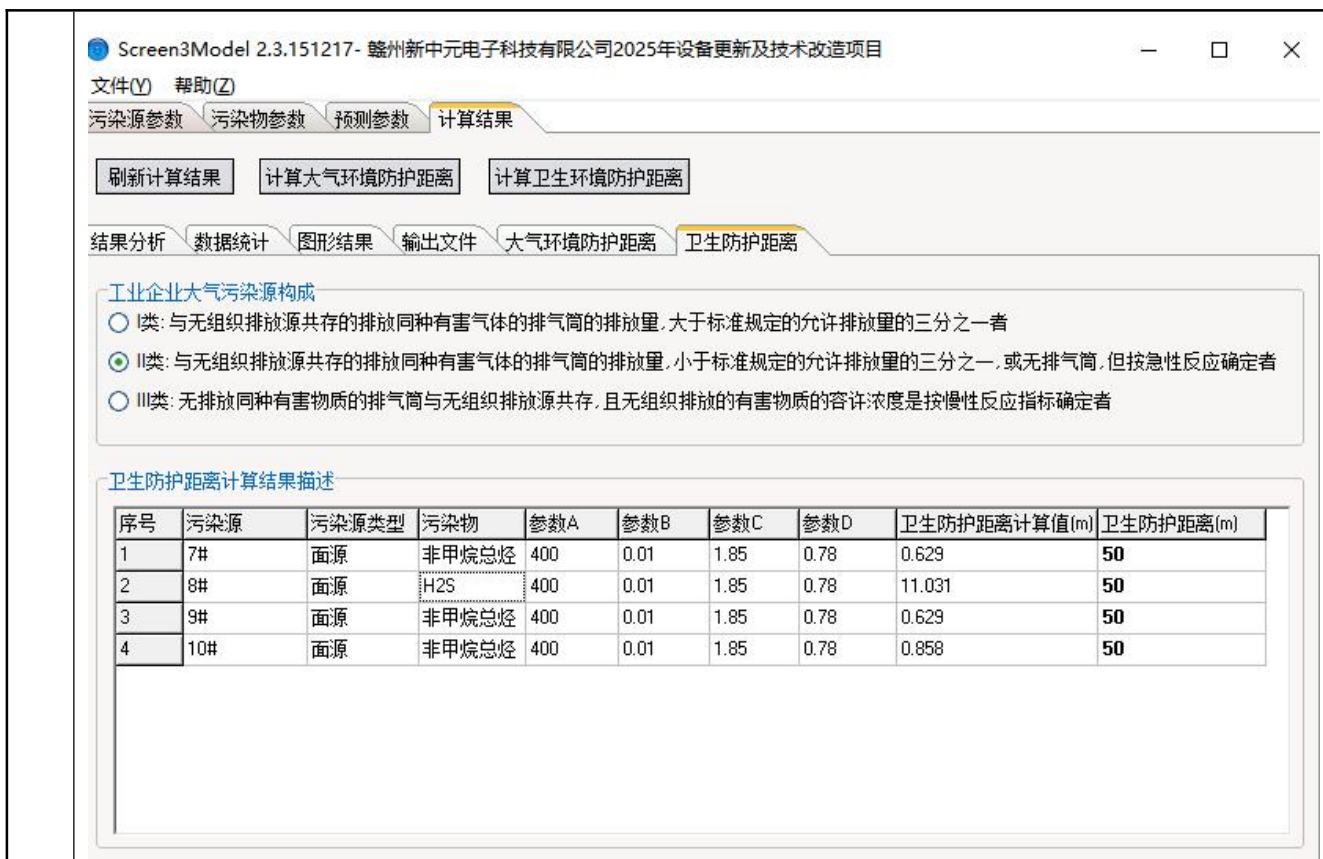 Screen3Model 2.3.151217- 赣州新中元电子科技有限公司2025年设备更新及技术改造项目
文件(Y) 帮助(Z)
污染源参数 污染物参数 预测参数 计算结果
刷新计算结果 计算大气环境防护距离 计算卫生环境防护距离
结果分析 数据统计 图形结果 输出文件 大气环境防护距离 卫生防护距离
工业企业大气污染源构成
I类: 与无组织排放源共存的排放同种有害气体的排气筒的排放量,大于标准规定的允许排放量的三分之一者
II类: 与无组织排放源共存的排放同种有害气体的排气筒的排放量,小于标准规定的允许排放量的三分之一,或无排气筒,但按急性反应确定者
III类: 无排放同种有害物质的排气筒与无组织排放源共存,且无组织排放的有害物质的容许浓度是按慢性反应指标确定者
卫生防护距离计算结果描述
序号 污染源 污染源类型 污染物 参数A 参数B 参数C 参数D 卫生防护距离计算值(m) 卫生防护距离(m)
1 7# 面源 非甲烷总烃 400 0.01 1.85 0.78 0.629 50
2 8# 面源 H2S 400 0.01 1.85 0.78 11.031 50
3 9# 面源 非甲烷总烃 400 0.01 1.85 0.78 0.629 50
4 10# 面源 非甲烷总烃 400 0.01 1.85 0.78 0.858 50